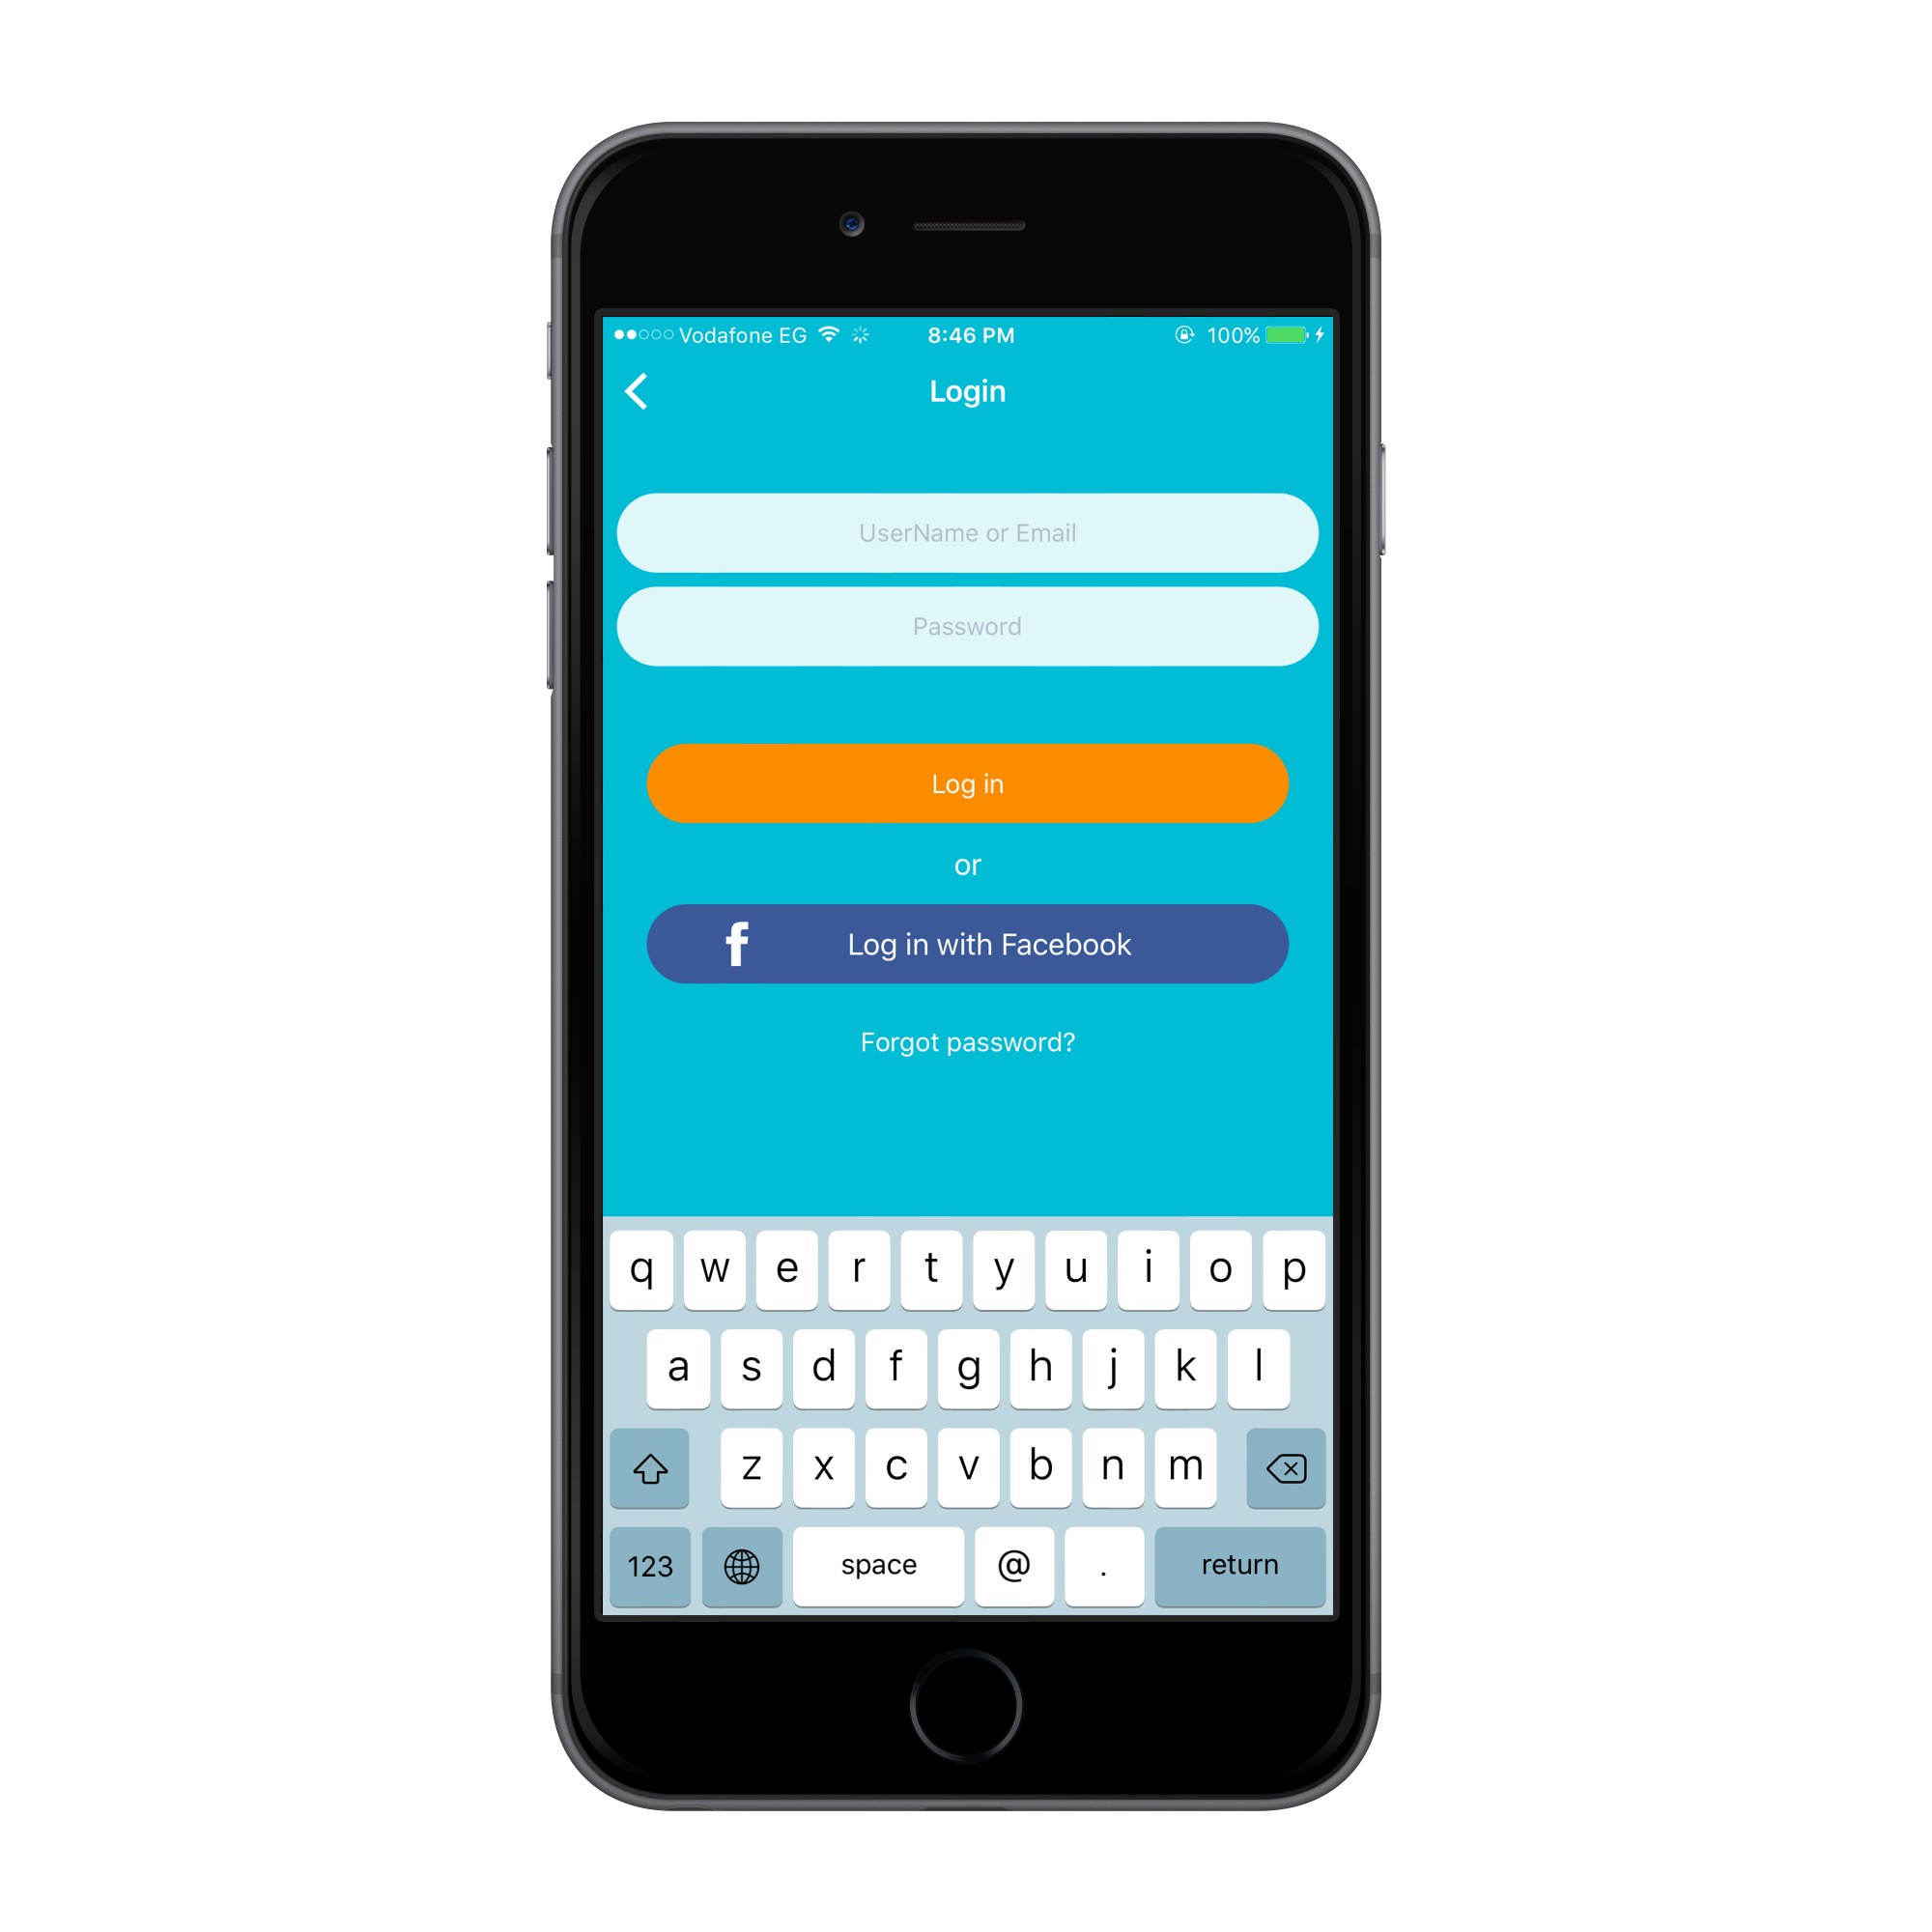 Vodafone EG 8:46 PM 100%
Login
UserName or Email
Password
Log in
or
f Log in with Facebook
Forgot password?
q w e r t y u i o p
a s d f g h j k l
z x c v b n m
123 space @ . return